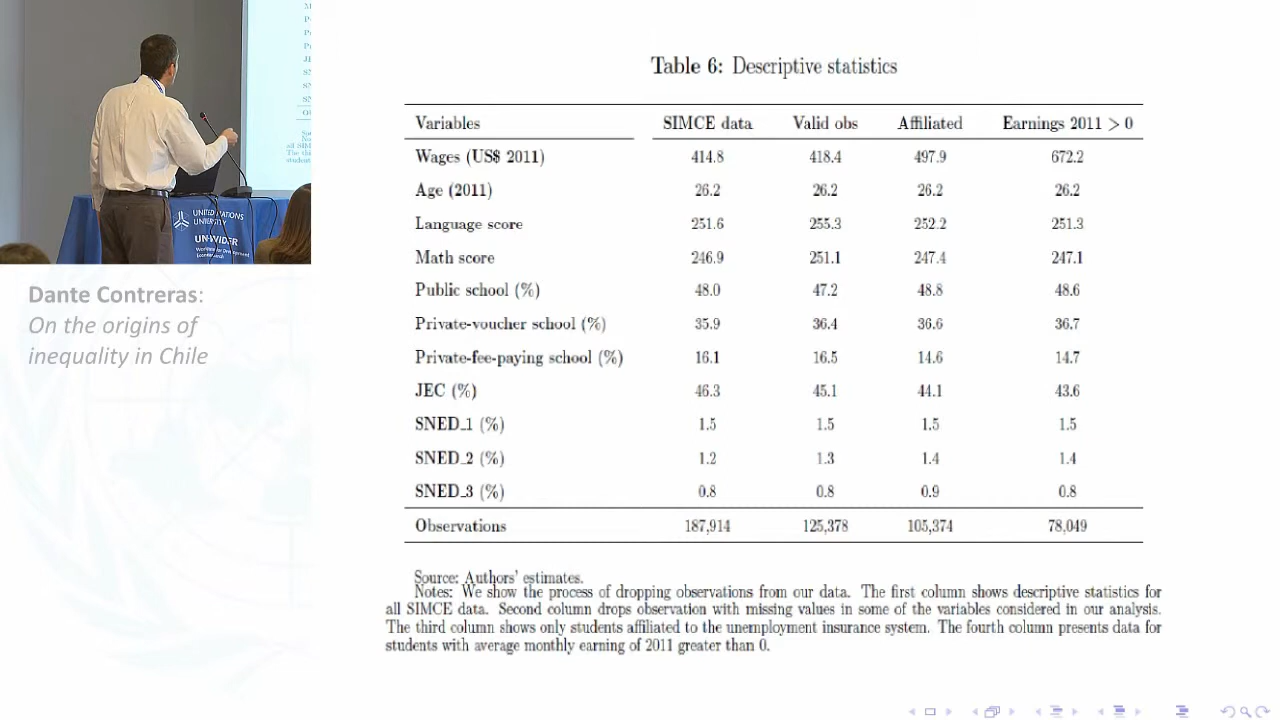 UNITED NATIONS
UNIVERSITY
UNU-WIDER
Dante Contreras:
On the origins of
inequality in Chile
Table 6: Descriptive statistics
Variables SIMCE data Valid obs Affiliated Earnings 2011 > 0
Wages (US$ 2011) 414.8 418.4 497.9 672.2
Age (2011) 26.2 26.2 26.2 26.2
Language score 251.6 255.3 252.2 251.3
Math score 246.9 251.1 247.4 247.1
Public school (%) 48.0 47.2 48.8 48.6
Private-voucher school (%) 35.9 36.4 36.6 36.7
Private-fee-paying school (%) 16.1 16.5 14.6 14.7
JEC (%) 46.3 45.1 44.1 43.6
SNED_1 (%) 1.5 1.5 1.5 1.5
SNED_2 (%) 1.2 1.3 1.4 1.4
SNED_3 (%) 0.8 0.8 0.9 0.8
Observations 187,914 125,378 105,374 78,049
Source: Authors' estimates.
Notes: We show the process of dropping observations from our data. The first column shows descriptive statistics for
all SIMCE data. Second column drops observation with missing values in some of the variables considered in our analysis.
The third column shows only students affiliated to the unemployment insurance system. The fourth column presents data for
students with average monthly earning of 2011 greater than 0.